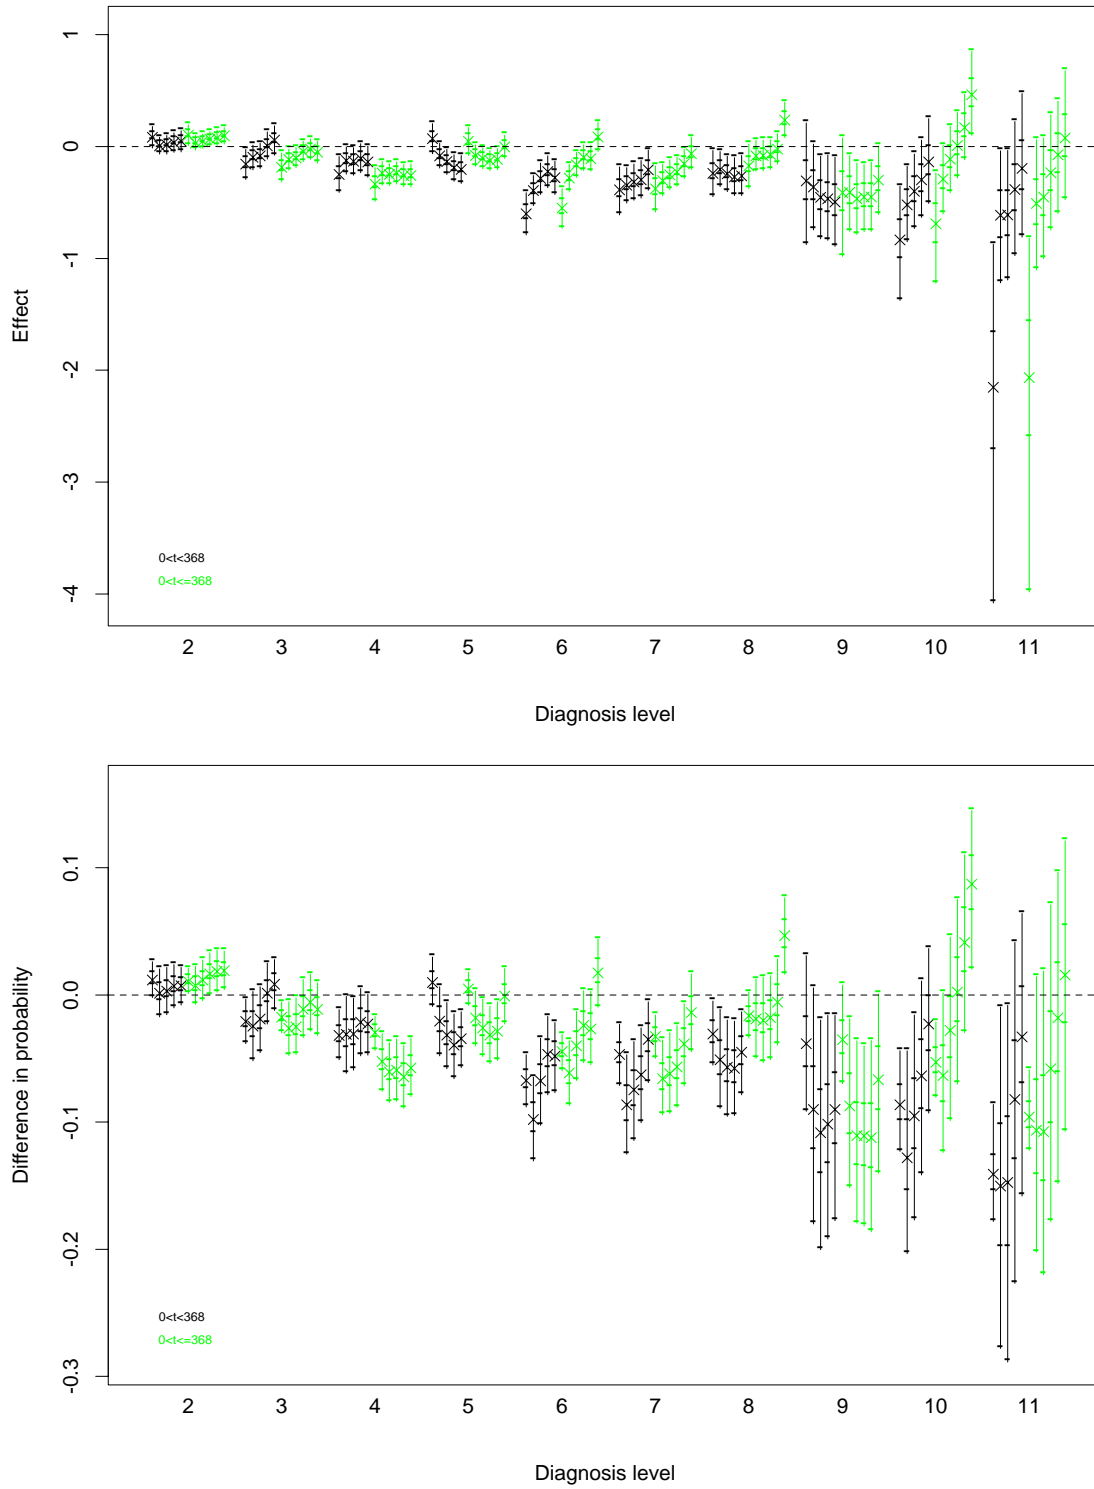 1
0
-1
-2
-3
-4
Effect
0<t<368
0<t<=368
2 3 4 5 6 7 8 9 10 11
Diagnosis level
0.1
0.0
-0.1
-0.2
-0.3
Difference in probability
0<t<368
0<t<=368
2 3 4 5 6 7 8 9 10 11
Diagnosis level